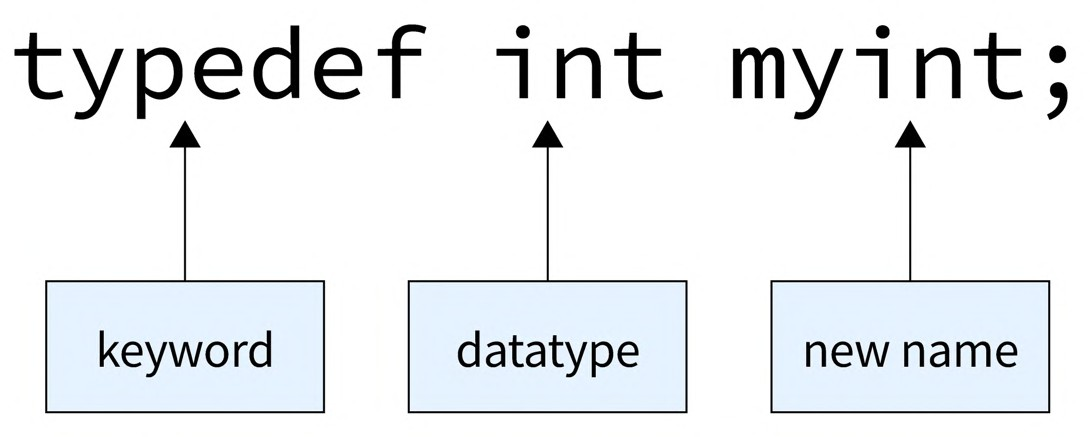 typedef int myint;
keyword
datatype
new name